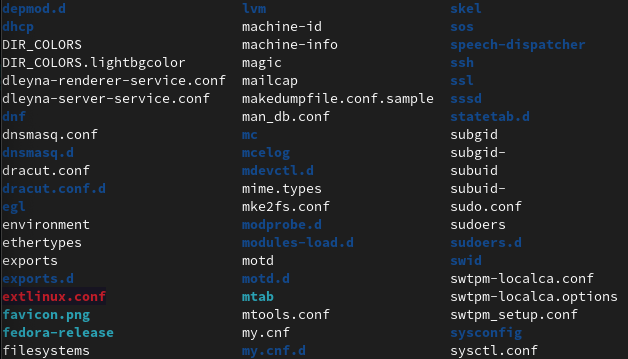 depmod.d lvm skel
dhcp machine-id sos
DIR_COLORS machine-info speech-dispatcher
DIR_COLORS.lightbgcolor magic ssh
dleyna-renderer-service.conf mailcap ssl
dleyna-server-service.conf makedumpfile.conf.sample sssd
dnf man_db.conf statetab.d
dnsmasq.conf mc subgid
dnsmasq.d mcelog subgid-
dracut.conf mdevctl.d subuid
dracut.conf.d mime.types subuid-
egl mke2fs.conf sudo.conf
environment modprobe.d sudoers
ethertypes modules-load.d sudoers.d
exports motd swid
exports.d motd.d swtpm-localca.conf
extlinux.conf mtab swtpm-localca.options
favicon.png mtools.conf swtpm_setup.conf
fedora-release my.cnf sysconfig
filesystems my.cnf.d sysctl.conf